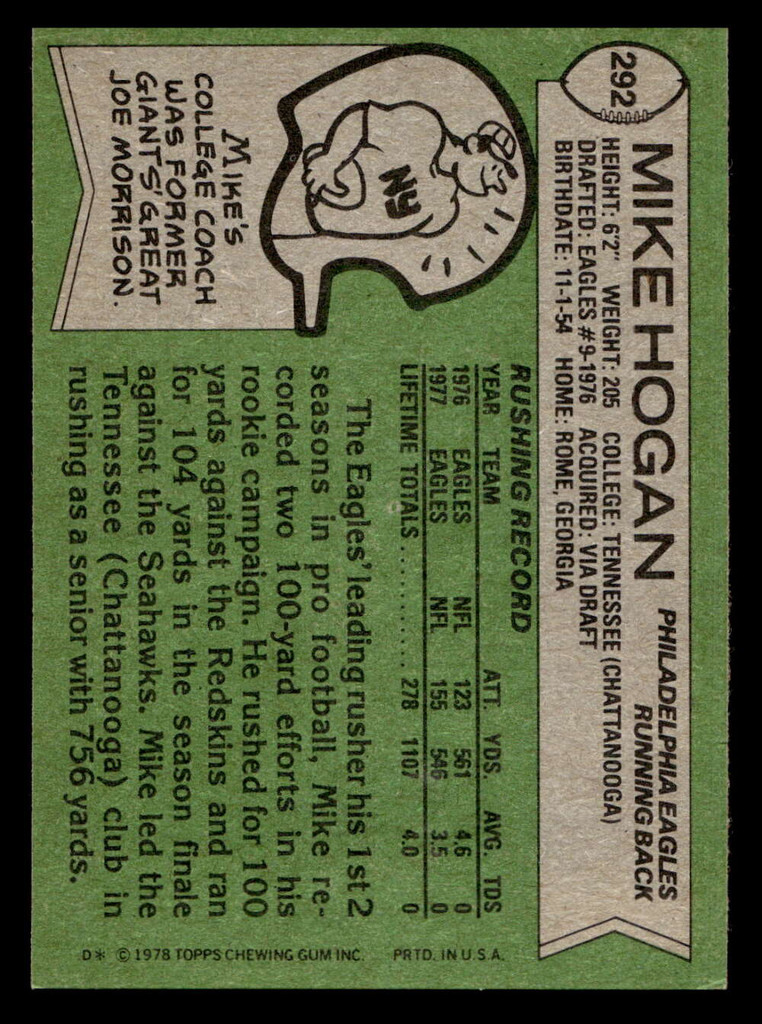 292
MIKE HOGAN
PHILADELPHIA EAGLES
RUNNING BACK
HEIGHT: 6'2" WEIGHT: 205 COLLEGE: TENNESSEE (CHATTANOOGA)
DRAFTED: EAGLES #9-1976 ACQUIRED: VIA DRAFT
BIRTHDATE: 11-1-54 HOME: ROME, GEORGIA
NY
MIKE'S
COLLEGE COACH
WAS FORMER
GIANTS' GREAT
JOE MORRISON.
RUSHING RECORD
YEAR TEAM ATT. YDS. AVG. TDS
1976 EAGLES NFL 123 561 4.6 0
1977 EAGLES NFL 155 546 3.5 0
LIFETIME TOTALS .......... 278 1107 4.0 0
The Eagles' leading rusher his 1st 2
seasons in pro football, Mike re-
corded two 100-yard efforts in his
rookie campaign. He rushed for 100
yards against the Redskins and ran
for 104 yards in the season finale
against the Seahawks. Mike led the
Tennessee (Chattanooga) club in
rushing as a senior with 756 yards.
D* © 1978 TOPPS CHEWING GUM INC. PRTD. IN U.S.A.